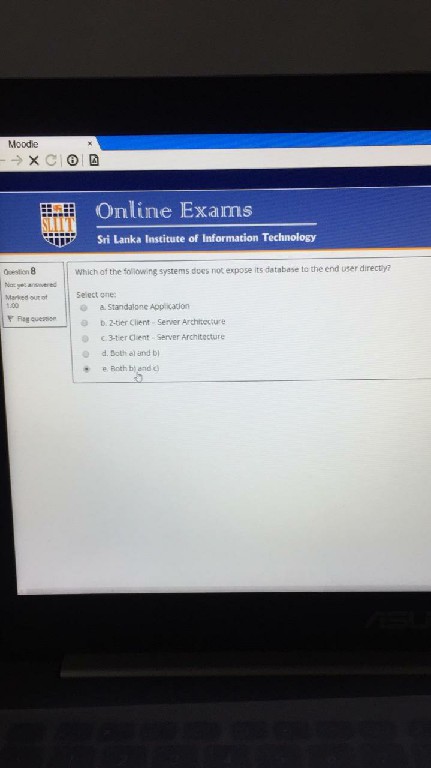 Moodle ×
SLIIT
Online Exams
Sri Lanka Institute of Information Technology
Question 8
Not yet answered
Marked out of
1.00
Flag question
Which of the following systems does not expose its database to the end user directly?
Select one:
a. Standalone Application
b. 2-tier Client - Server Architecture
c. 3-tier Client - Server Architecture
d. Both a) and b)
e. Both b) and c)
ASU